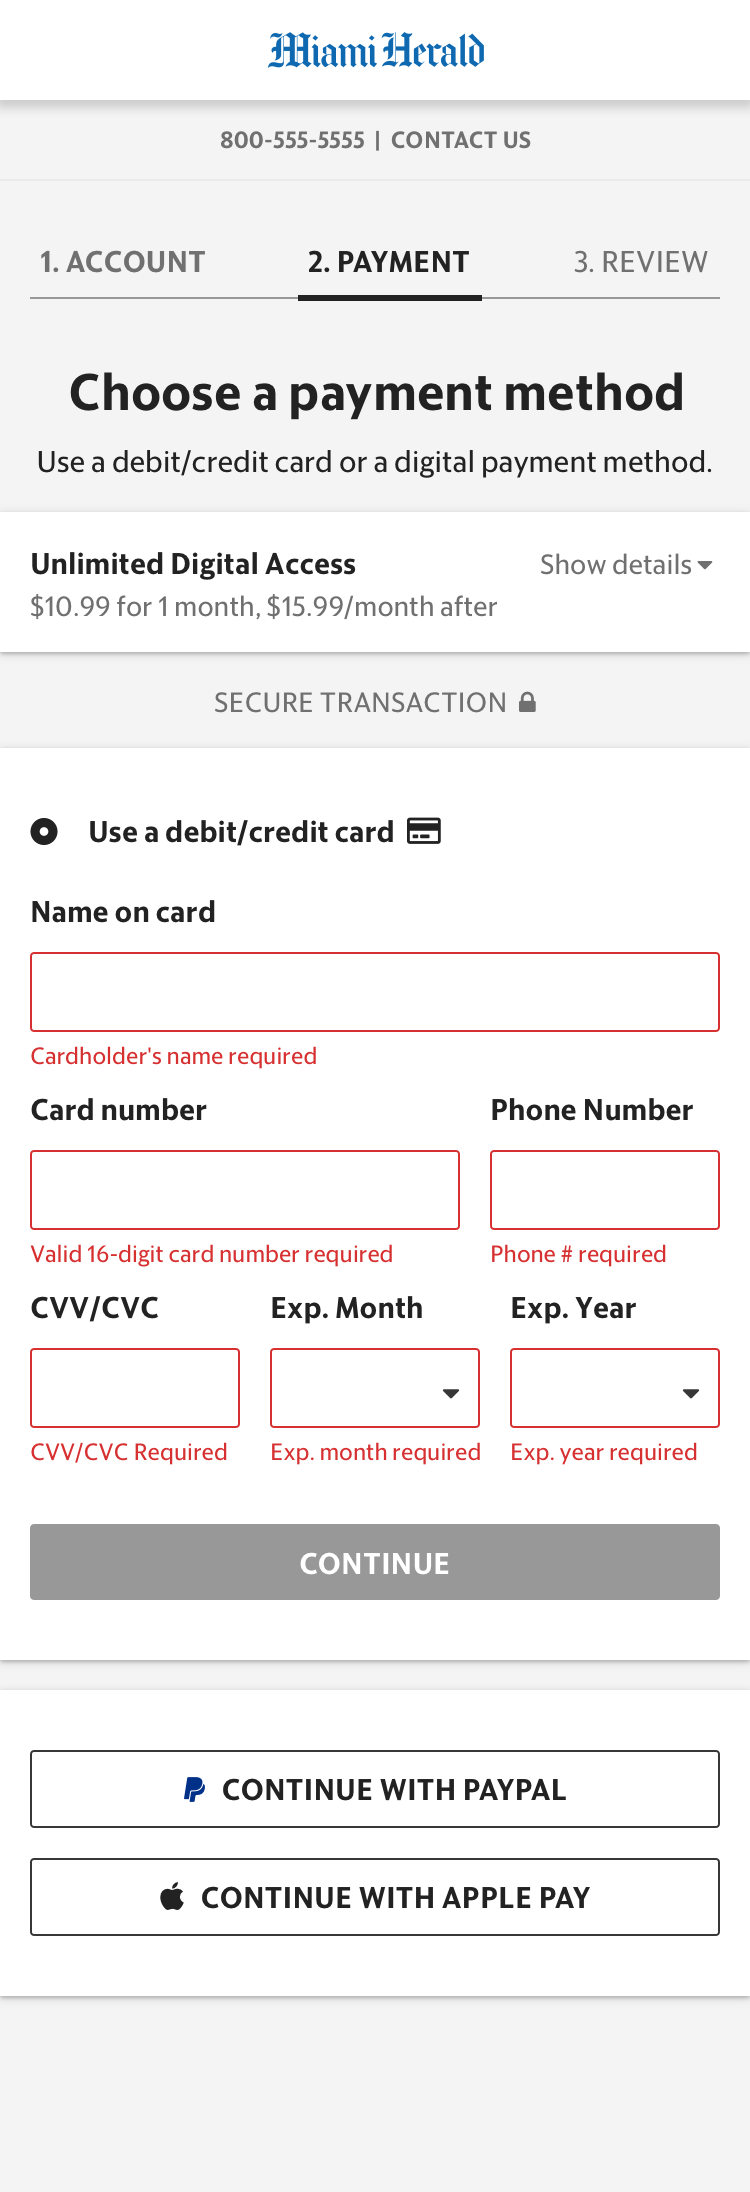 Miami Herald
800-555-5555 | CONTACT US
1. ACCOUNT 2. PAYMENT 3. REVIEW
Choose a payment method
Use a debit/credit card or a digital payment method.
Unlimited Digital Access Show details
$10.99 for 1 month, $15.99/month after
SECURE TRANSACTION
Use a debit/credit card
Name on card
Cardholder's name required
Card number Phone Number
Valid 16-digit card number required Phone # required
CVV/CVC Exp. Month Exp. Year
CVV/CVC Required Exp. month required Exp. year required
CONTINUE
CONTINUE WITH PAYPAL
CONTINUE WITH APPLE PAY